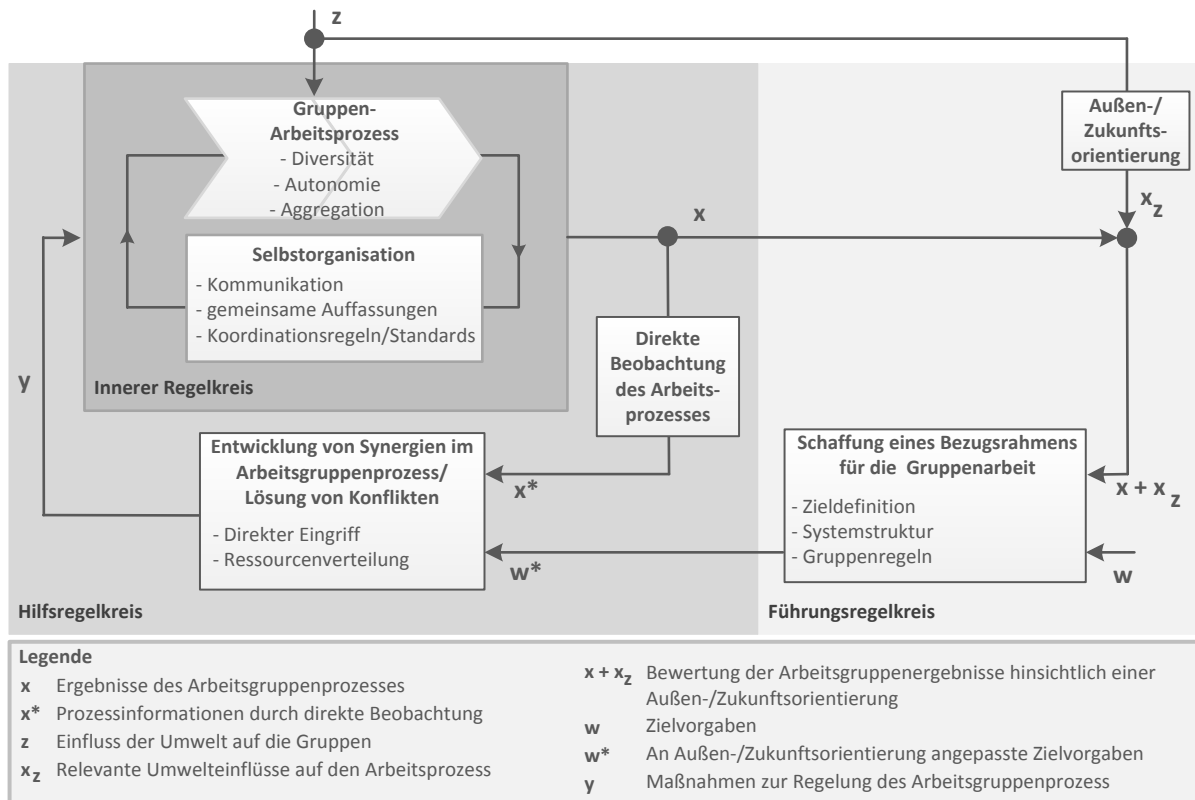 z
Gruppen-
Arbeitsprozess
- Diversität
- Autonomie
- Aggregation
Außen-/
Zukunfts-
orientierung
x
x_z
Selbstorganisation
- Kommunikation
- gemeinsame Auffassungen
- Koordinationsregeln/Standards
Innerer Regelkreis
y
Direkte
Beobachtung
des Arbeits-
prozesses
Entwicklung von Synergien im
Arbeitsgruppenprozess/
Lösung von Konflikten
- Direkter Eingriff
- Ressourcenverteilung
x*
w*
Schaffung eines Bezugsrahmens
für die Gruppenarbeit
- Zieldefinition
- Systemstruktur
- Gruppenregeln
x + x_z
w
Hilfsregelkreis
Führungsregelkreis
Legende
x Ergebnisse des Arbeitsgruppenprozesses
x* Prozessinformationen durch direkte Beobachtung
z Einfluss der Umwelt auf die Gruppen
x_z Relevante Umwelteinflüsse auf den Arbeitsprozess
x + x_z Bewertung der Arbeitsgruppenergebnisse hinsichtlich einer
Außen-/Zukunftsorientierung
w Zielvorgaben
w* An Außen-/Zukunftsorientierung angepasste Zielvorgaben
y Maßnahmen zur Regelung des Arbeitsgruppenprozess